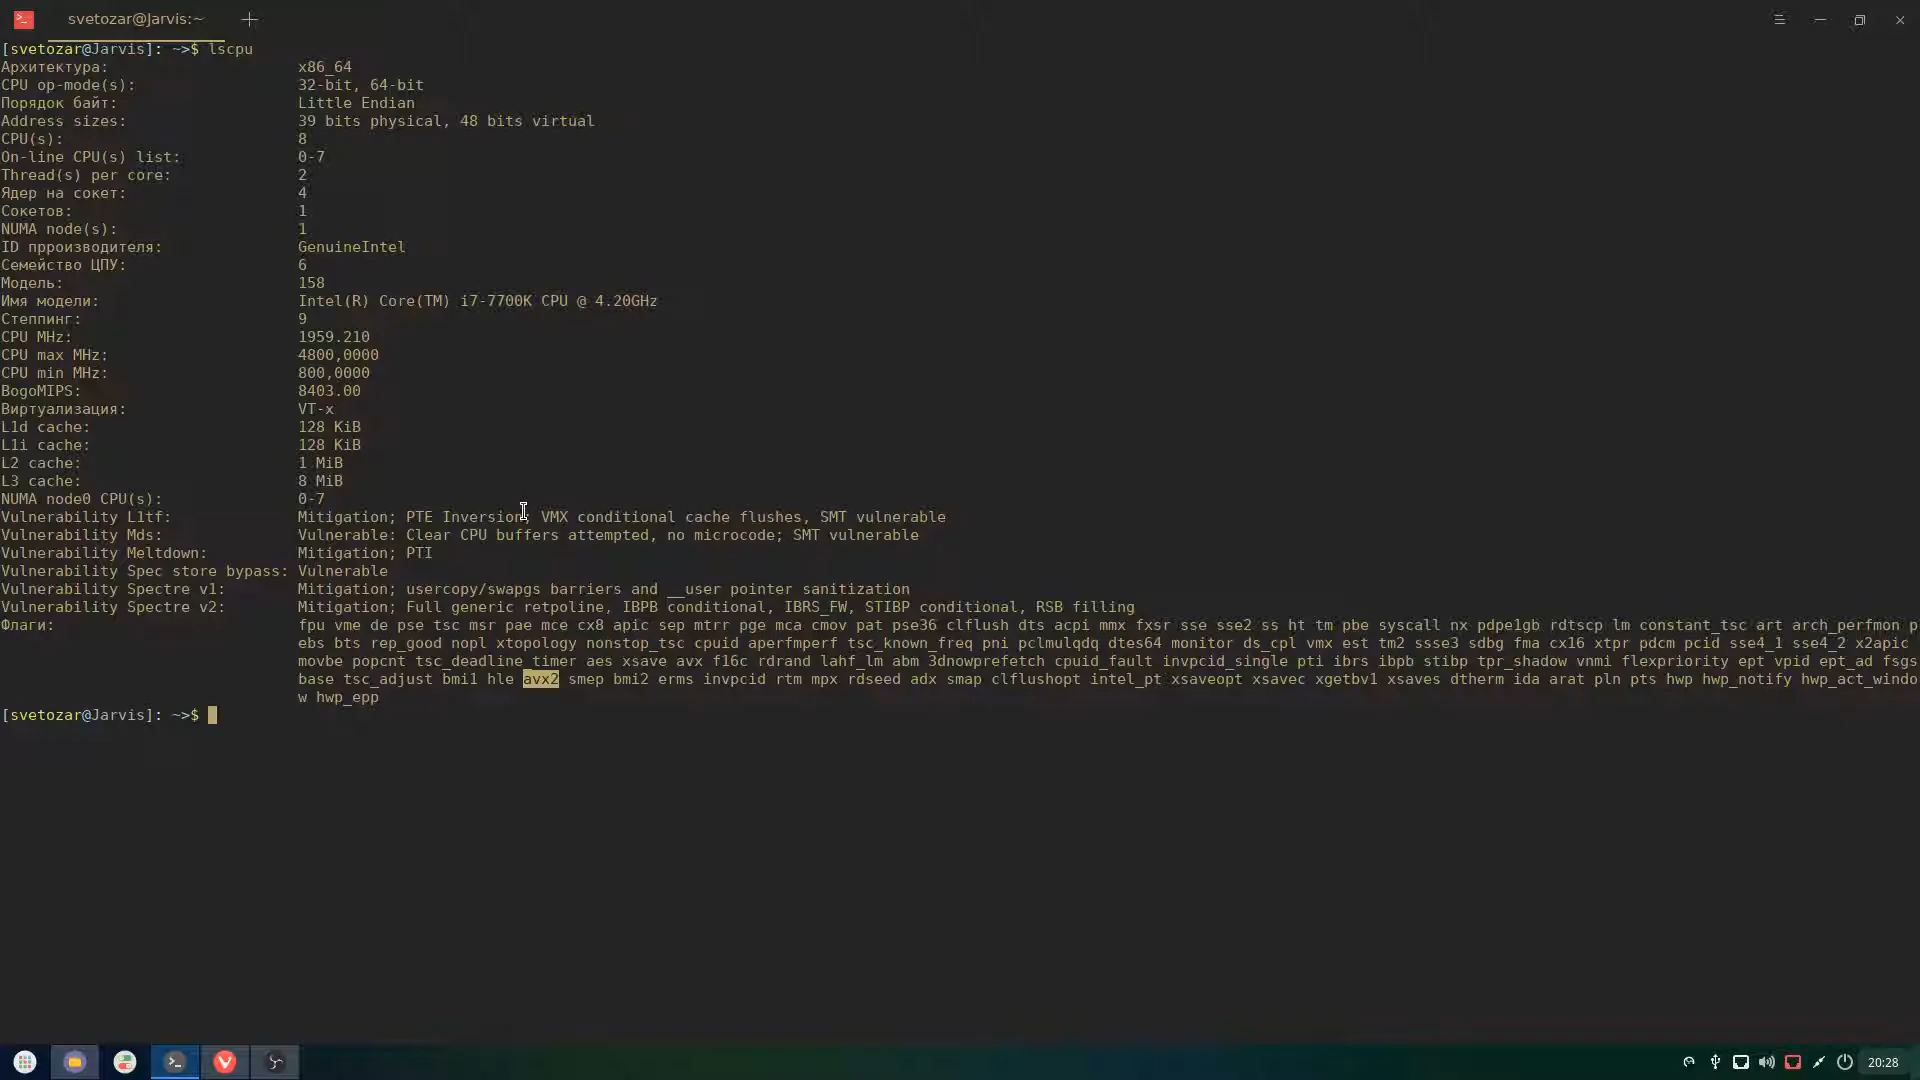 svetozar@Jarvis:~
[svetozar@Jarvis]: ~>$ lscpu
Архитектура: x86_64
CPU op-mode(s): 32-bit, 64-bit
Порядок байт: Little Endian
Address sizes: 39 bits physical, 48 bits virtual
CPU(s): 8
On-line CPU(s) list: 0-7
Thread(s) per core: 2
Ядер на сокет: 4
Сокетов: 1
NUMA node(s): 1
ID прроизводителя: GenuineIntel
Семейство ЦПУ: 6
Модель: 158
Имя модели: Intel(R) Core(TM) i7-7700K CPU @ 4.20GHz
Степпинг: 9
CPU MHz: 1959.210
CPU max MHz: 4800,0000
CPU min MHz: 800,0000
BogoMIPS: 8403.00
Виртуализация: VT-x
L1d cache: 128 KiB
L1i cache: 128 KiB
L2 cache: 1 MiB
L3 cache: 8 MiB
NUMA node0 CPU(s): 0-7
Vulnerability L1tf: Mitigation; PTE Inversion; VMX conditional cache flushes, SMT vulnerable
Vulnerability Mds: Vulnerable: Clear CPU buffers attempted, no microcode; SMT vulnerable
Vulnerability Meltdown: Mitigation; PTI
Vulnerability Spec store bypass: Vulnerable
Vulnerability Spectre v1: Mitigation; usercopy/swapgs barriers and __user pointer sanitization
Vulnerability Spectre v2: Mitigation; Full generic retpoline, IBPB conditional, IBRS_FW, STIBP conditional, RSB filling
Флаги: fpu vme de pse tsc msr pae mce cx8 apic sep mtrr pge mca cmov pat pse36 clflush dts acpi mmx fxsr sse sse2 ss ht tm pbe syscall nx pdpe1gb rdtscp lm constant_tsc art arch_perfmon p
ebs bts rep_good nopl xtopology nonstop_tsc cpuid aperfmperf tsc_known_freq pni pclmulqdq dtes64 monitor ds_cpl vmx est tm2 ssse3 sdbg fma cx16 xtpr pdcm pcid sse4_1 sse4_2 x2apic
movbe popcnt tsc_deadline_timer aes xsave avx f16c rdrand lahf_lm abm 3dnowprefetch cpuid_fault invpcid_single pti ibrs ibpb stibp tpr_shadow vnmi flexpriority ept vpid ept_ad fsgs
base tsc_adjust bmi1 hle avx2 smep bmi2 erms invpcid rtm mpx rdseed adx smap clflushopt intel_pt xsaveopt xsavec xgetbv1 xsaves dtherm ida arat pln pts hwp hwp_notify hwp_act_windo
w hwp_epp
[svetozar@Jarvis]: ~>$
20:28